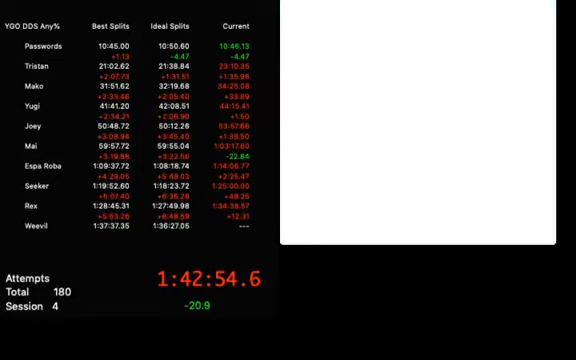 YGO DDS Any% Best Splits Ideal Splits Current
Passwords 10:45.00 10:50.60 10:46.13
+1.13 -4.47 -4.47
Tristan 21:02.62 21:38.84 23:10.35
+2:07.73 +1:31.51 +1:35.98
Mako 31:51.62 32:19.68 34:25.08
+2:33.46 +2:05.40 +33.89
Yugi 41:41.20 42:08.51 44:15.41
+2:34.21 +2:06.90 +1.50
Joey 50:48.72 50:12.26 53:57.66
+3:08.94 +3:45.40 +1:38.50
Mai 59:57.72 59:55.04 1:03:17.60
+3:19.88 +3:22.56 -22.84
Espa Roba 1:09:37.72 1:08:18.74 1:14:06.77
+4:29.05 +5:48.03 +2:25.47
Seeker 1:19:52.60 1:18:23.72 1:25:00.00
+5:07.40 +6:36.28 +48.25
Rex 1:28:45.31 1:27:49.98 1:34:38.57
+5:53.26 +6:48.59 +12.31
Weevil 1:37:37.35 1:36:27.05 ---
Attempts 1:42:54.6
Total 180
Session 4 -20.9